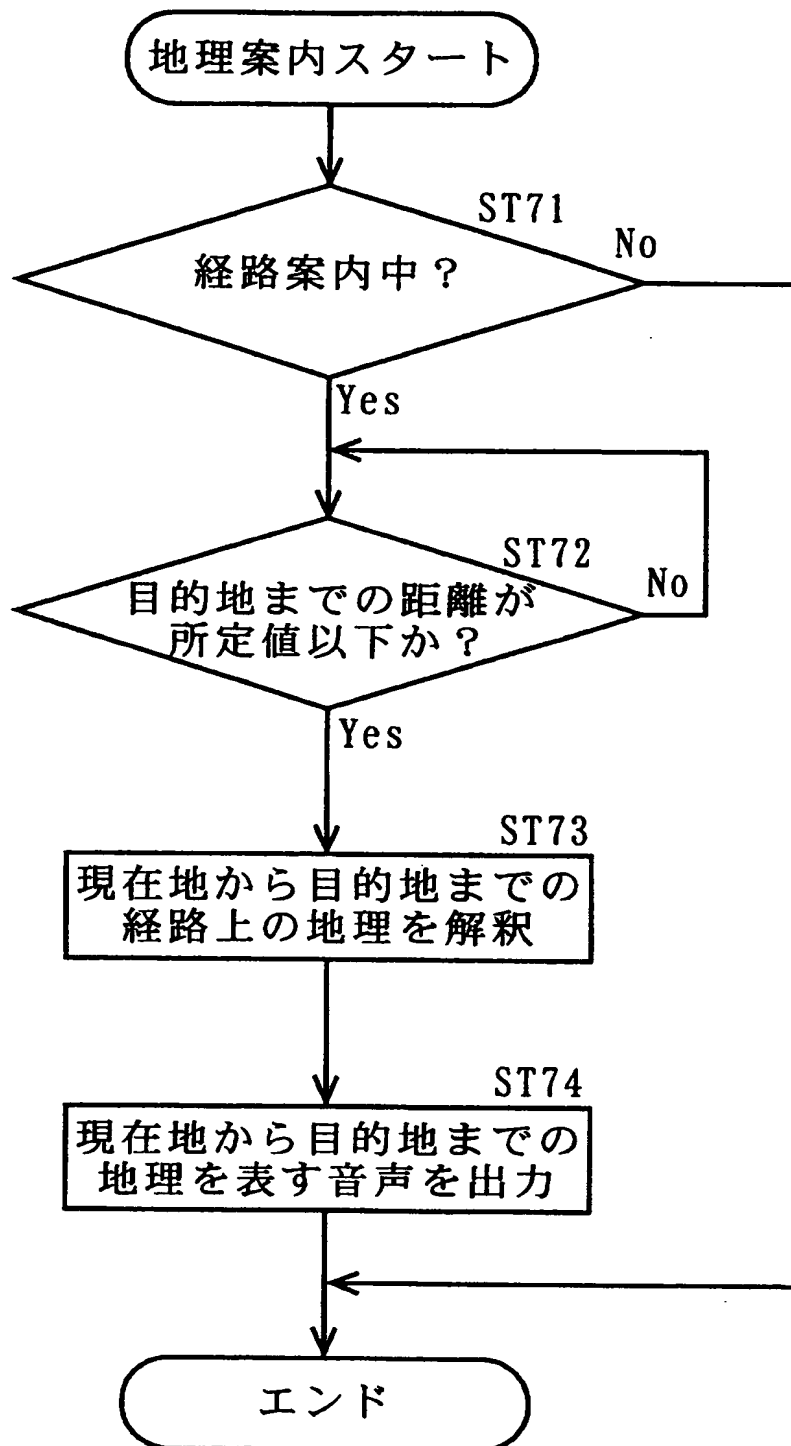 地理案内スタート
ST71
経路案内中？
No
Yes
ST72
目的地までの距離が
所定値以下か？
No
Yes
ST73
現在地から目的地までの
経路上の地理を解釈
ST74
現在地から目的地までの
地理を表す音声を出力
エンド